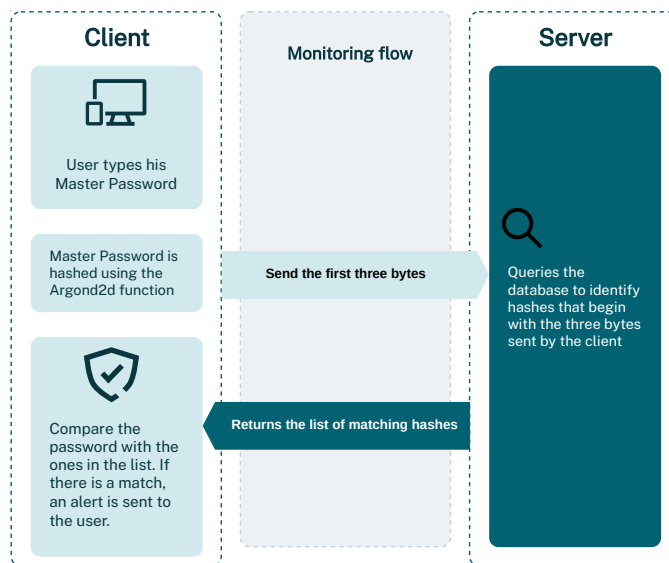 Client
Monitoring flow
Server
User types his
Master Password
Master Password is
hashed using the
Argond2d function
Send the first three bytes
Queries the
database to identify
hashes that begin
with the three bytes
sent by the client
Returns the list of matching hashes
Compare the
password with the
ones in the list. If
there is a match,
an alert is sent to
the user.